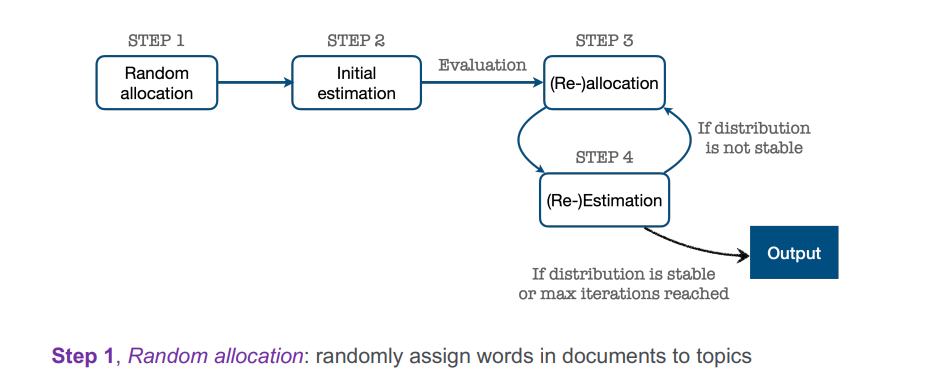 STEP 1
Random
allocation
STEP 2
Initial
estimation
Evaluation
STEP 3
(Re-)allocation
If distribution
is not stable
STEP 4
(Re-)Estimation
Output
If distribution is stable
or max iterations reached
Step 1, Random allocation: randomly assign words in documents to topics